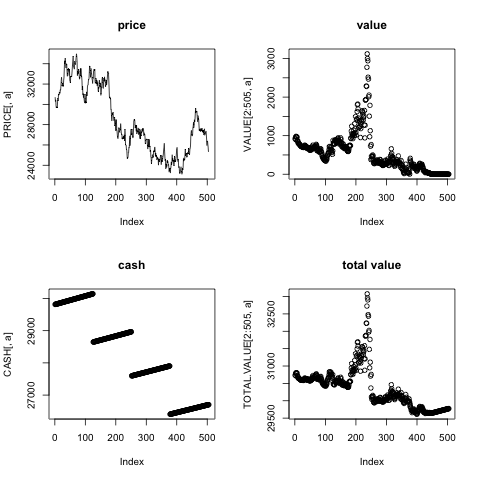 price
PRICE[, a]
24000 28000 32000
0 100 200 300 400 500
Index
value
VALUE[2:505, a]
0 1000 2000 3000
0 100 200 300 400 500
Index
cash
CASH[, a]
27000 29000
0 100 200 300 400 500
Index
total value
TOTAL.VALUE[2:505, a]
29500 31000 32500
0 100 200 300 400 500
Index